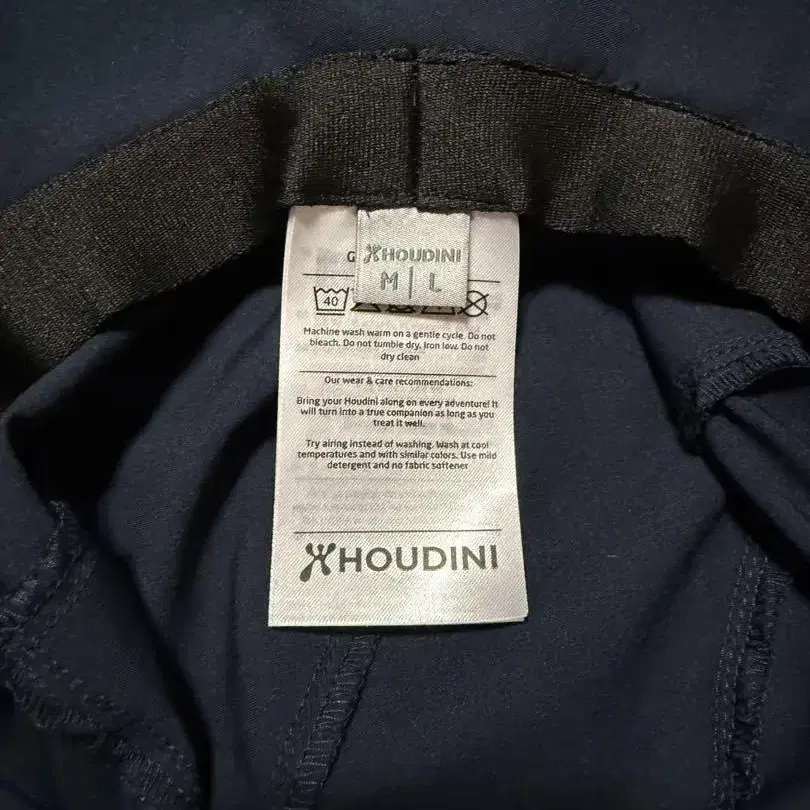 G
HOUDINI
M | L
40
Machine wash warm on a gentle cycle. Do not
bleach. Do not tumble dry. Iron low. Do not
dry clean
Our wear & care recommendations:
Bring your Houdini along on every adventure! It
will turn into a true companion as long as you
treat it well.
Try airing instead of washing. Wash at cool
temperatures and with similar colors. Use mild
detergent and no fabric softener
HOUDINI